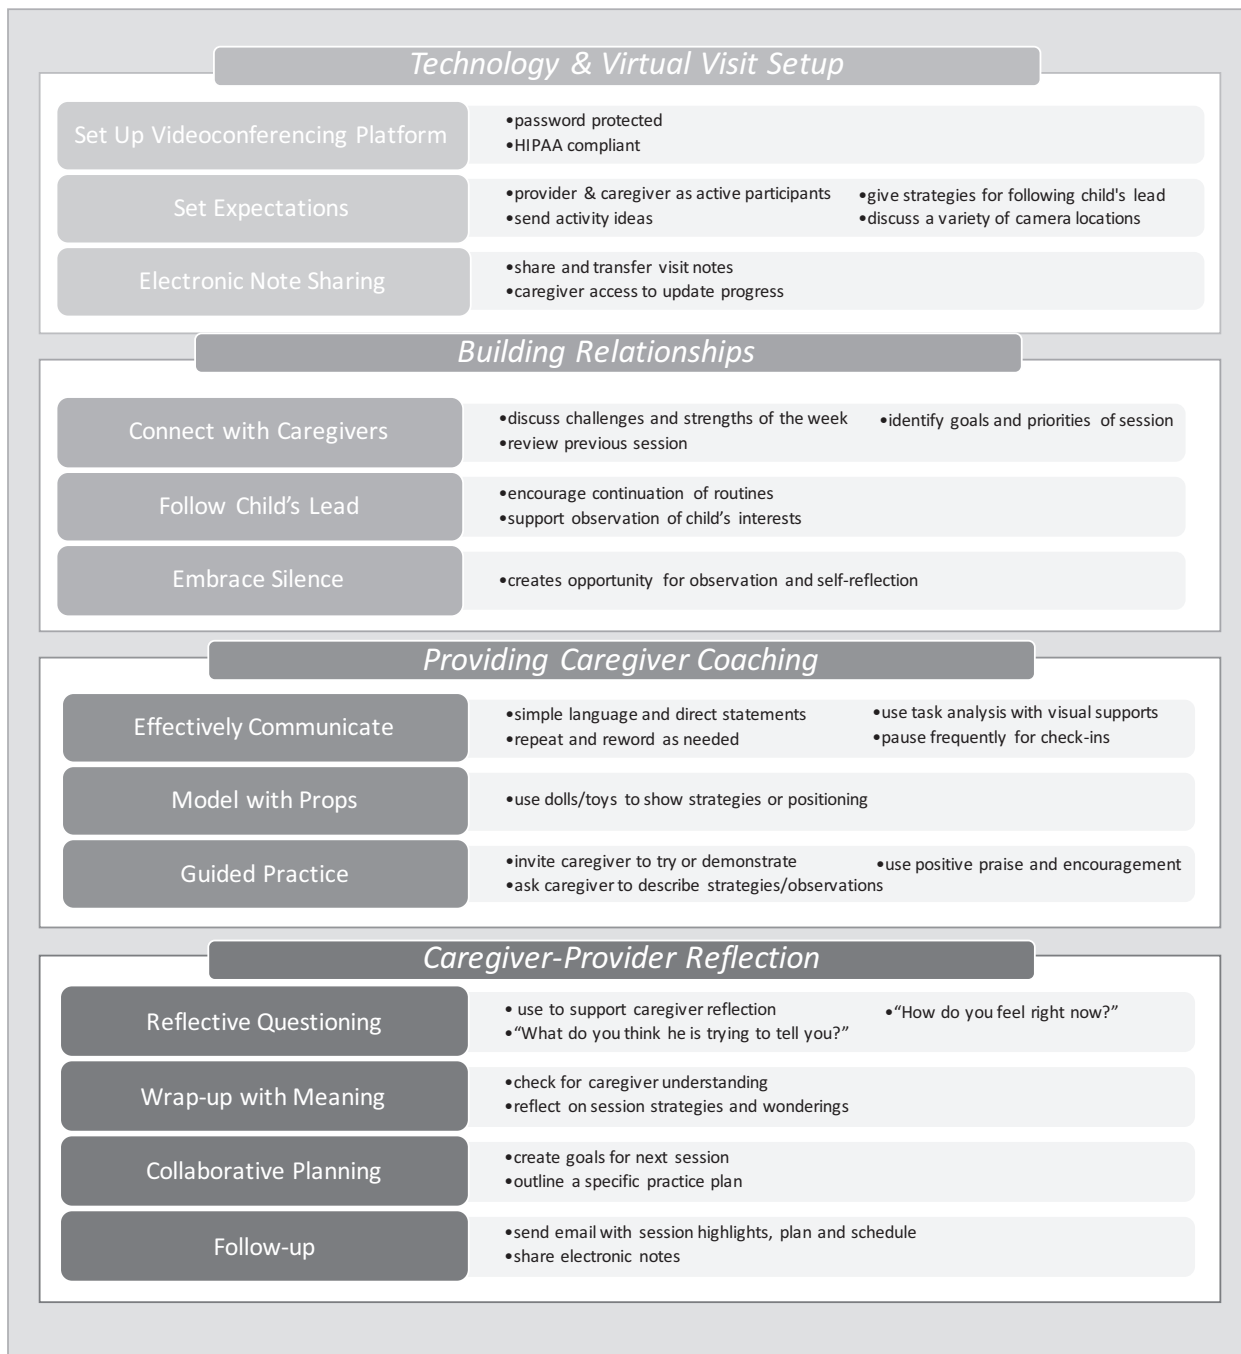 Technology & Virtual Visit Setup
Set Up Videoconferencing Platform
•password protected
•HIPAA compliant
Set Expectations
•provider & caregiver as active participants
•send activity ideas
•give strategies for following child's lead
•discuss a variety of camera locations
Electronic Note Sharing
•share and transfer visit notes
•caregiver access to update progress
Building Relationships
Connect with Caregivers
•discuss challenges and strengths of the week
•review previous session
•identify goals and priorities of session
Follow Child’s Lead
•encourage continuation of routines
•support observation of child’s interests
Embrace Silence
•creates opportunity for observation and self-reflection
Providing Caregiver Coaching
Effectively Communicate
•simple language and direct statements
•repeat and reword as needed
•use task analysis with visual supports
•pause frequently for check-ins
Model with Props
•use dolls/toys to show strategies or positioning
Guided Practice
•invite caregiver to try or demonstrate
•ask caregiver to describe strategies/observations
•use positive praise and encouragement
Caregiver-Provider Reflection
Reflective Questioning
• use to support caregiver reflection
•“What do you think he is trying to tell you?”
•“How do you feel right now?”
Wrap-up with Meaning
•check for caregiver understanding
•reflect on session strategies and wonderings
Collaborative Planning
•create goals for next session
•outline a specific practice plan
Follow-up
•send email with session highlights, plan and schedule
•share electronic notes